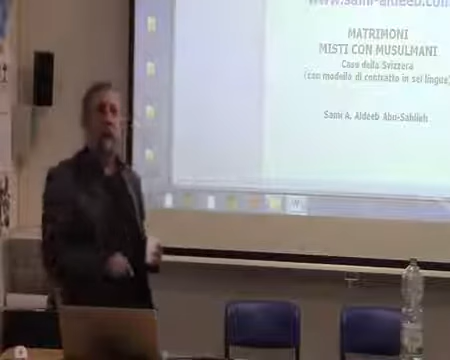 www.sami-aldeeb.com
MATRIMONI
MISTI CON MUSULMANI
Caso della Svizzera
(con modello di contratto in sei lingue)
Sami A. Aldeeb Abu-Sahlieh